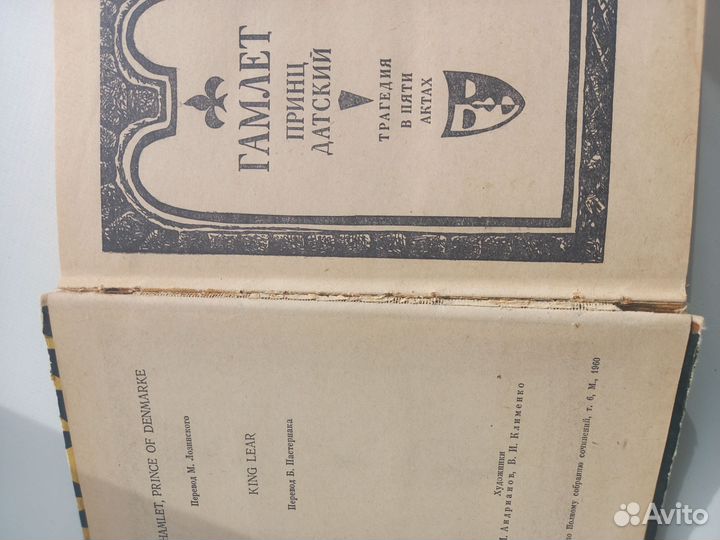 HAMLET, PRINCE OF DENMARKE
Перевод М. Лозинского
KING LEAR
Перевод Б. Пастернака
Художники
Андрианов, В. И. Клименко
по Полному собранию сочинений, т. 6, М., 1960
ГАМЛЕТ
ПРИНЦ
ДАТСКИЙ
ТРАГЕДИЯ
В ПЯТИ
АКТАХ
Avito